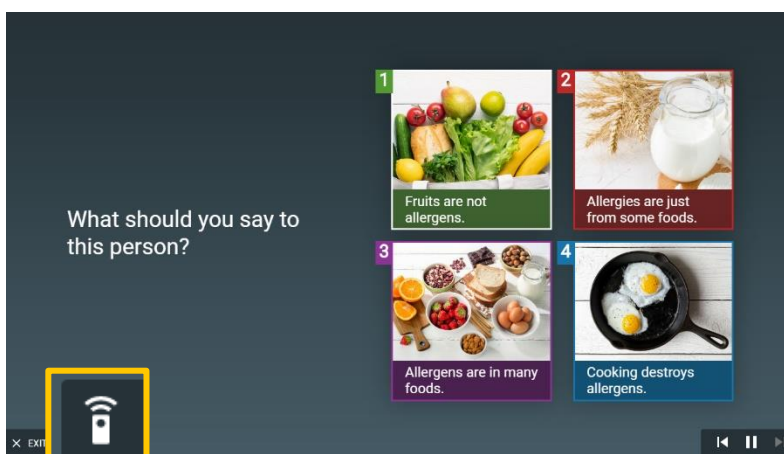 What should you say to
this person?
1
Fruits are not
allergens.
2
Allergies are just
from some foods.
3
Allergens are in many
foods.
4
Cooking destroys
allergens.
EXIT